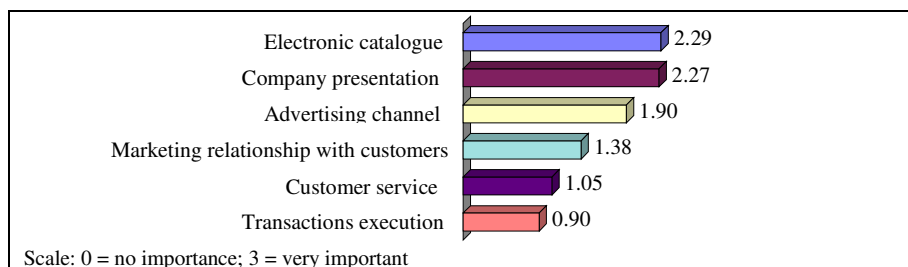 Electronic catalogue 2.29
Company presentation 2.27
Advertising channel 1.90
Marketing relationship with customers 1.38
Customer service 1.05
Transactions execution 0.90
Scale: 0 = no importance; 3 = very important